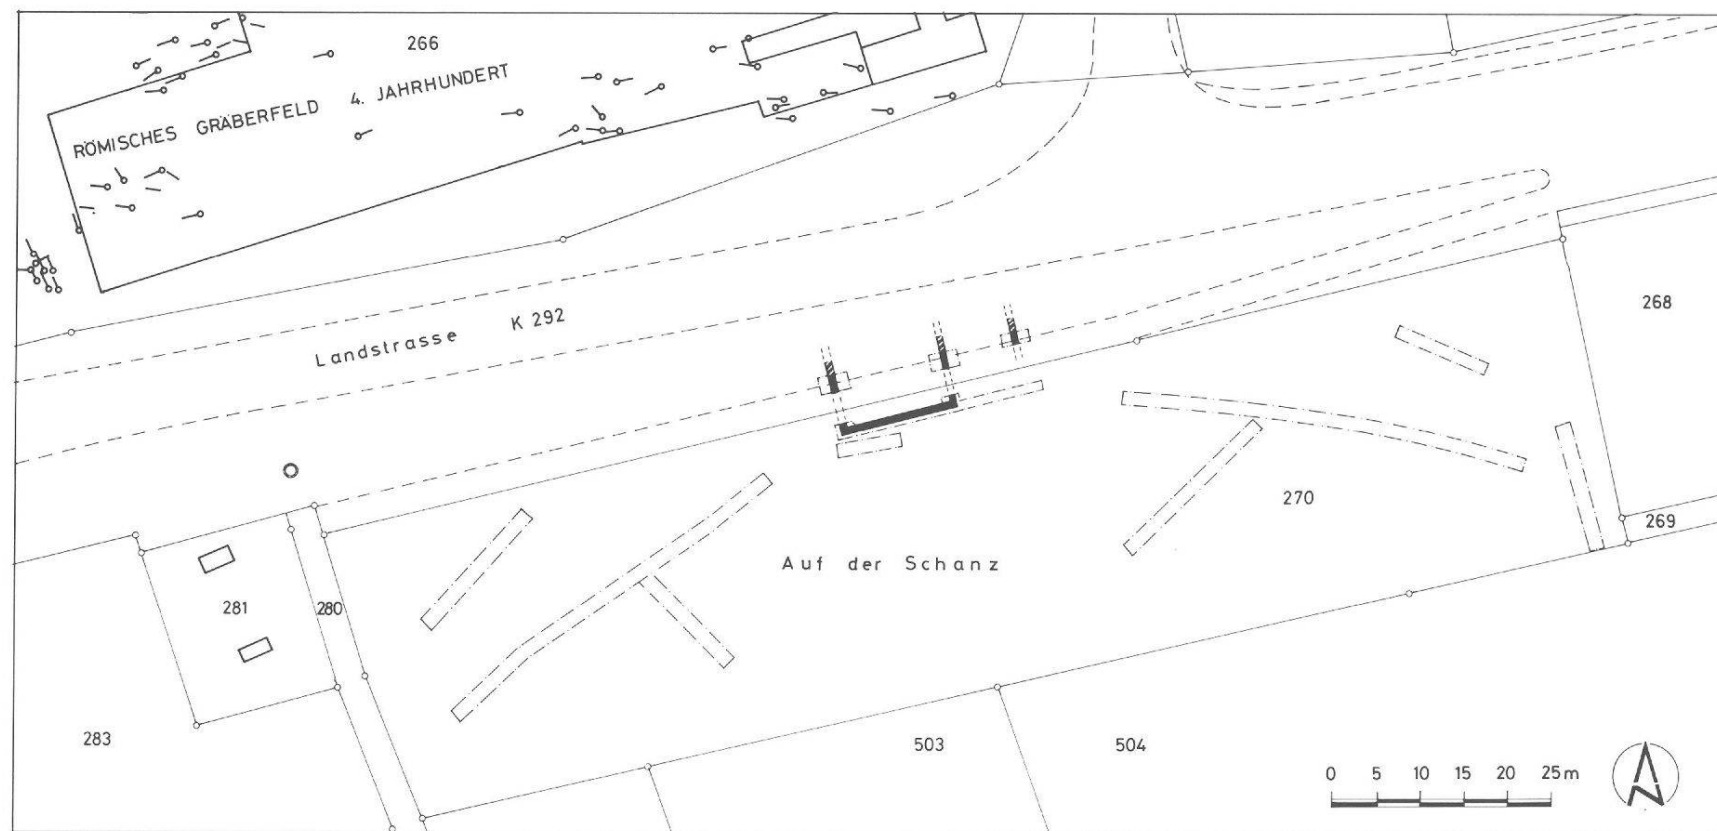 266
RÖMISCHES GRÄBERFELD 4. JAHRHUNDERT
Landstrasse K 292
268
270
269
Auf der Schanz
281
280
283
503
504
0 5 10 15 20 25m
N